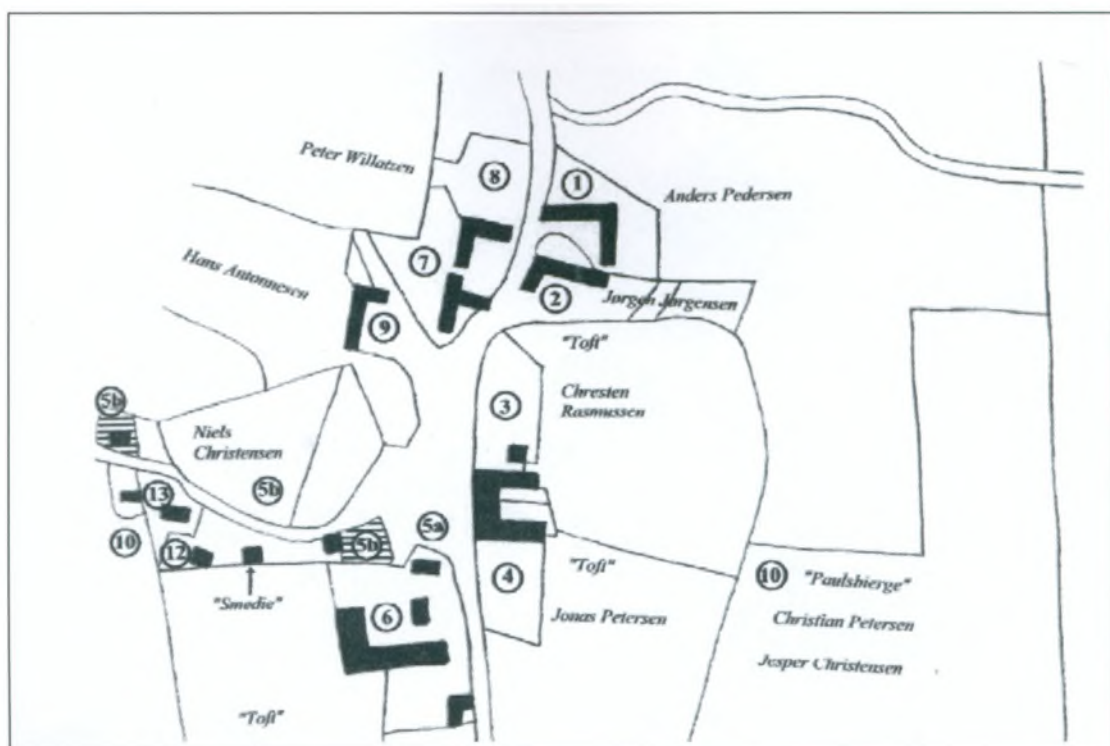 Peter Willatzen
8
1
Anders Pedersen
7
Hans Antonnesen
2
Jørgen Jørgensen
9
"Toft"
3
Chresten
Rasmussen
5b
Niels
Christensen
5b
13
10
12
5b
5a
"Smedie"
4
"Toft"
Jonas Petersen
10 "Paulsbierge"
Christian Petersen
Jesper Christensen
6
"Toft"